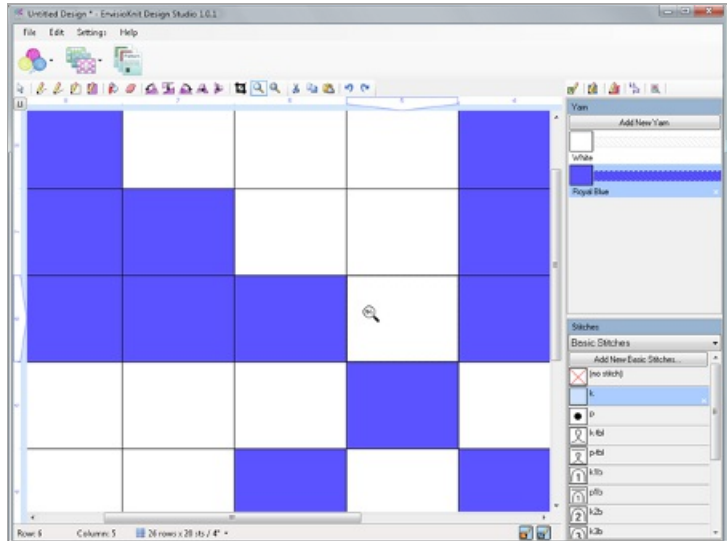 Untitled Design * - EnvisioKnit Design Studio 1.0.1
File Edit Settings Help
Yarn
Add New Yarn
White
Royal Blue
Stitches
Basic Stitches
Add New Basic Stitches...
(no stitch)
k
p
k-tbl
p-tbl
k1b
p1b
k2b
k3b
Row: 6 Column: 5 26 rows x 20 sts / 4"